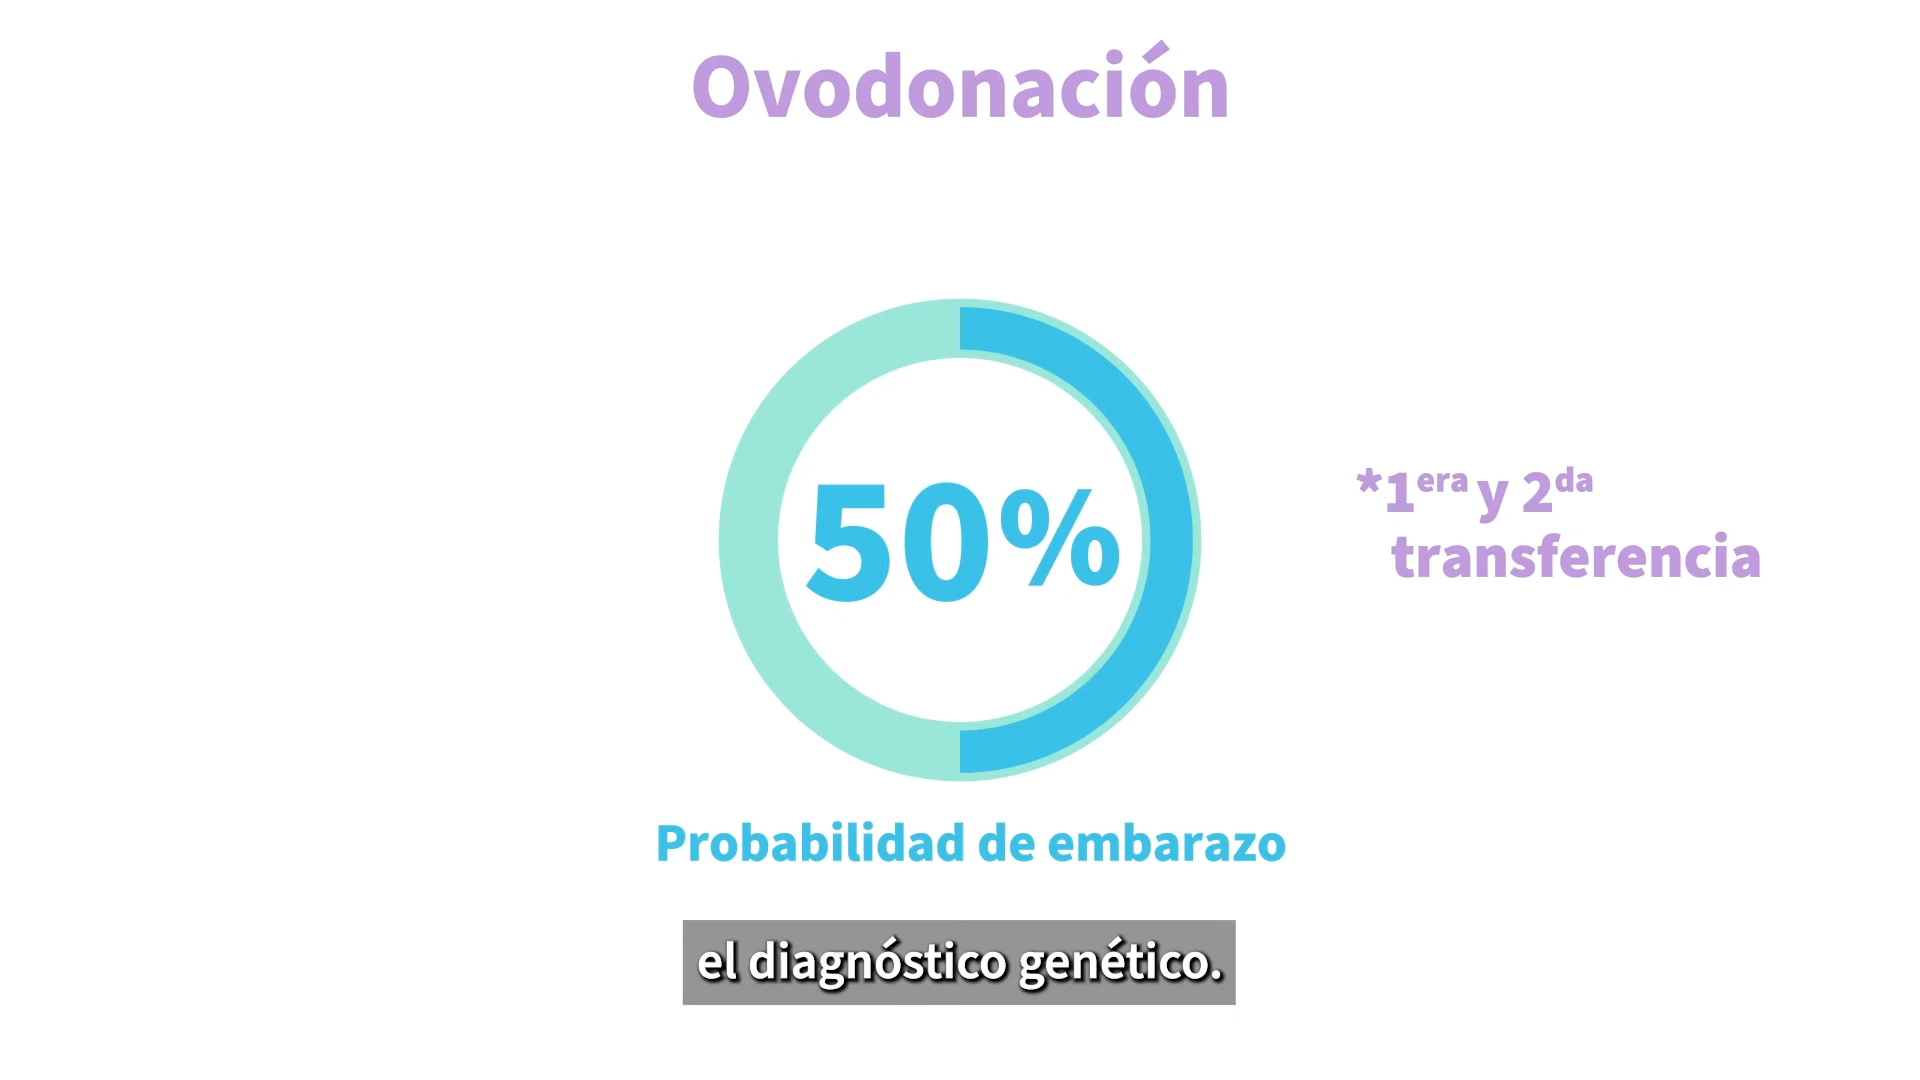 Ovodonación
50%
*1era y 2da
transferencia
Probabilidad de embarazo
el diagnóstico genético.